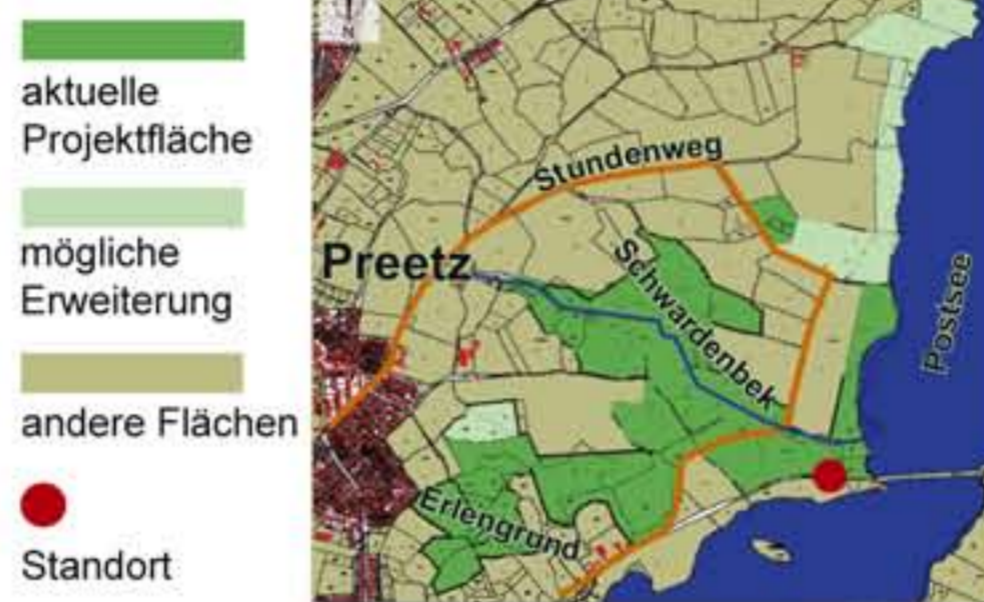 aktuelle
Projektfläche
mögliche
Erweiterung
andere Flächen
Standort
N
Stundenweg
Preetz
Schwardenbek
Postsee
Erlengrund